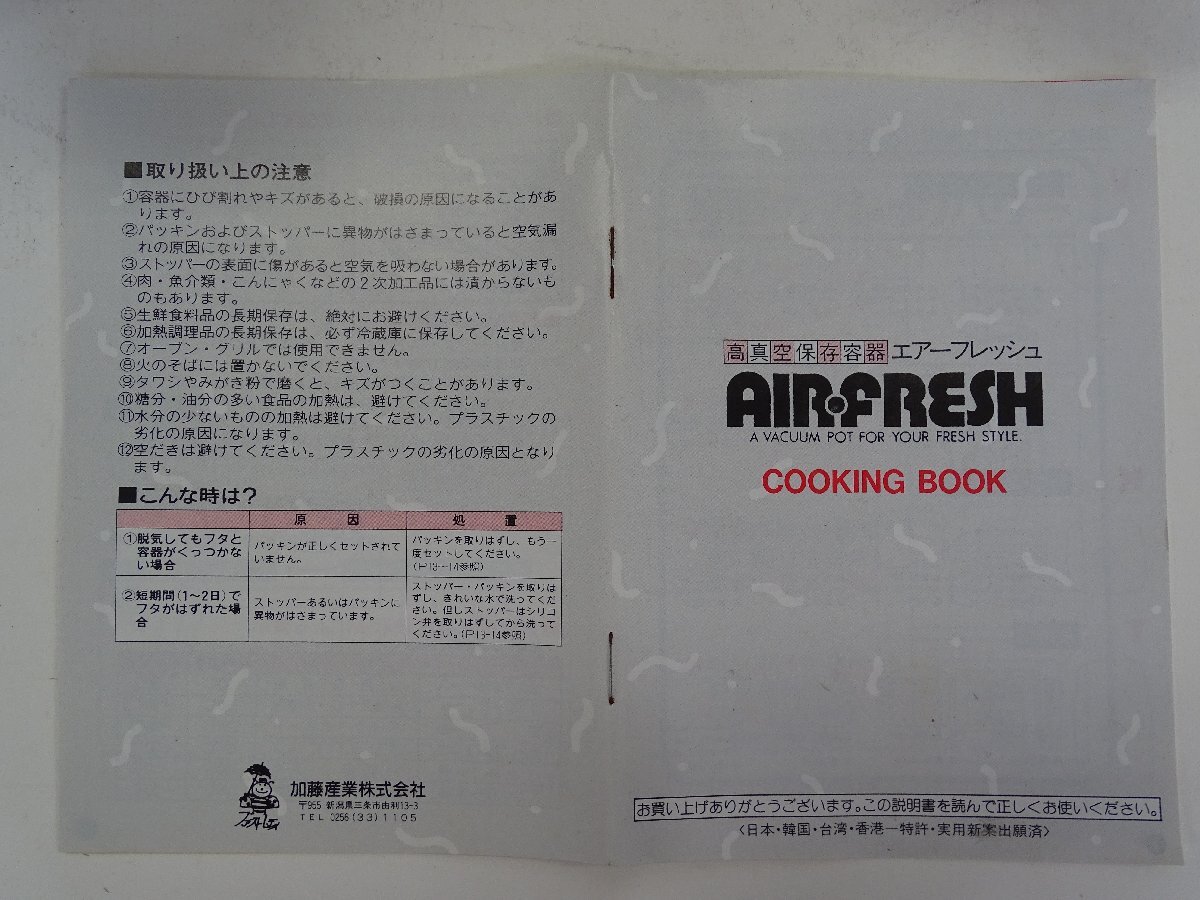 ■取り扱い上の注意
①容器にひび割れやキズがあると、破損の原因になることがあ
ります。
②パッキンおよびストッパーに異物がはさまっていると空気漏
れの原因になります。
③ストッパーの表面に傷があると空気を吸わない場合があります。
④肉・魚介類・こんにゃくなどの2次加工品には漬からないも
のもあります。
⑤生鮮食料品の長期保存は、絶対にお避けください。
⑥加熱調理品の長期保存は、必ず冷蔵庫に保存してください。
⑦オーブン・グリルでは使用できません。
⑧火のそばには置かないでください。
⑨タワシやみがき粉で磨くと、キズがつくことがあります。
⑩糖分・油分の多い食品の加熱は、避けてください。
⑪水分の少ないものの加熱は避けてください。プラスチックの
劣化の原因になります。
⑫空だきは避けてください。プラスチックの劣化の原因となり
ます。
■こんな時は?
原因 処置
①脱気してもフタと
容器がくっつかな
い場合
パッキンが正しくセットされて
いません。
パッキンを取りはずし、もう一
度セットしてください。
(P13~14参照)
②短期間(1~2日)で
フタがはずれた場
合
ストッパーあるいはパッキンに
異物がはさまっています。
ストッパー・パッキンを取りは
ずし、きれいな水で洗ってくだ
さい。但しストッパーはシリコ
ン弁を取りはずしてから洗って
ください。(P13~14参照)
加藤産業株式会社
〒955 新潟県三条市由利13-3
TEL 0256(33)1105
高真空保存容器 エアーフレッシュ
AIR・FRESH
A VACUUM POT FOR YOUR FRESH STYLE.
COOKING BOOK
お買い上げありがとうございます。この説明書を読んで正しくお使いください。
〈日本・韓国・台湾・香港―特許・実用新案出願済〉